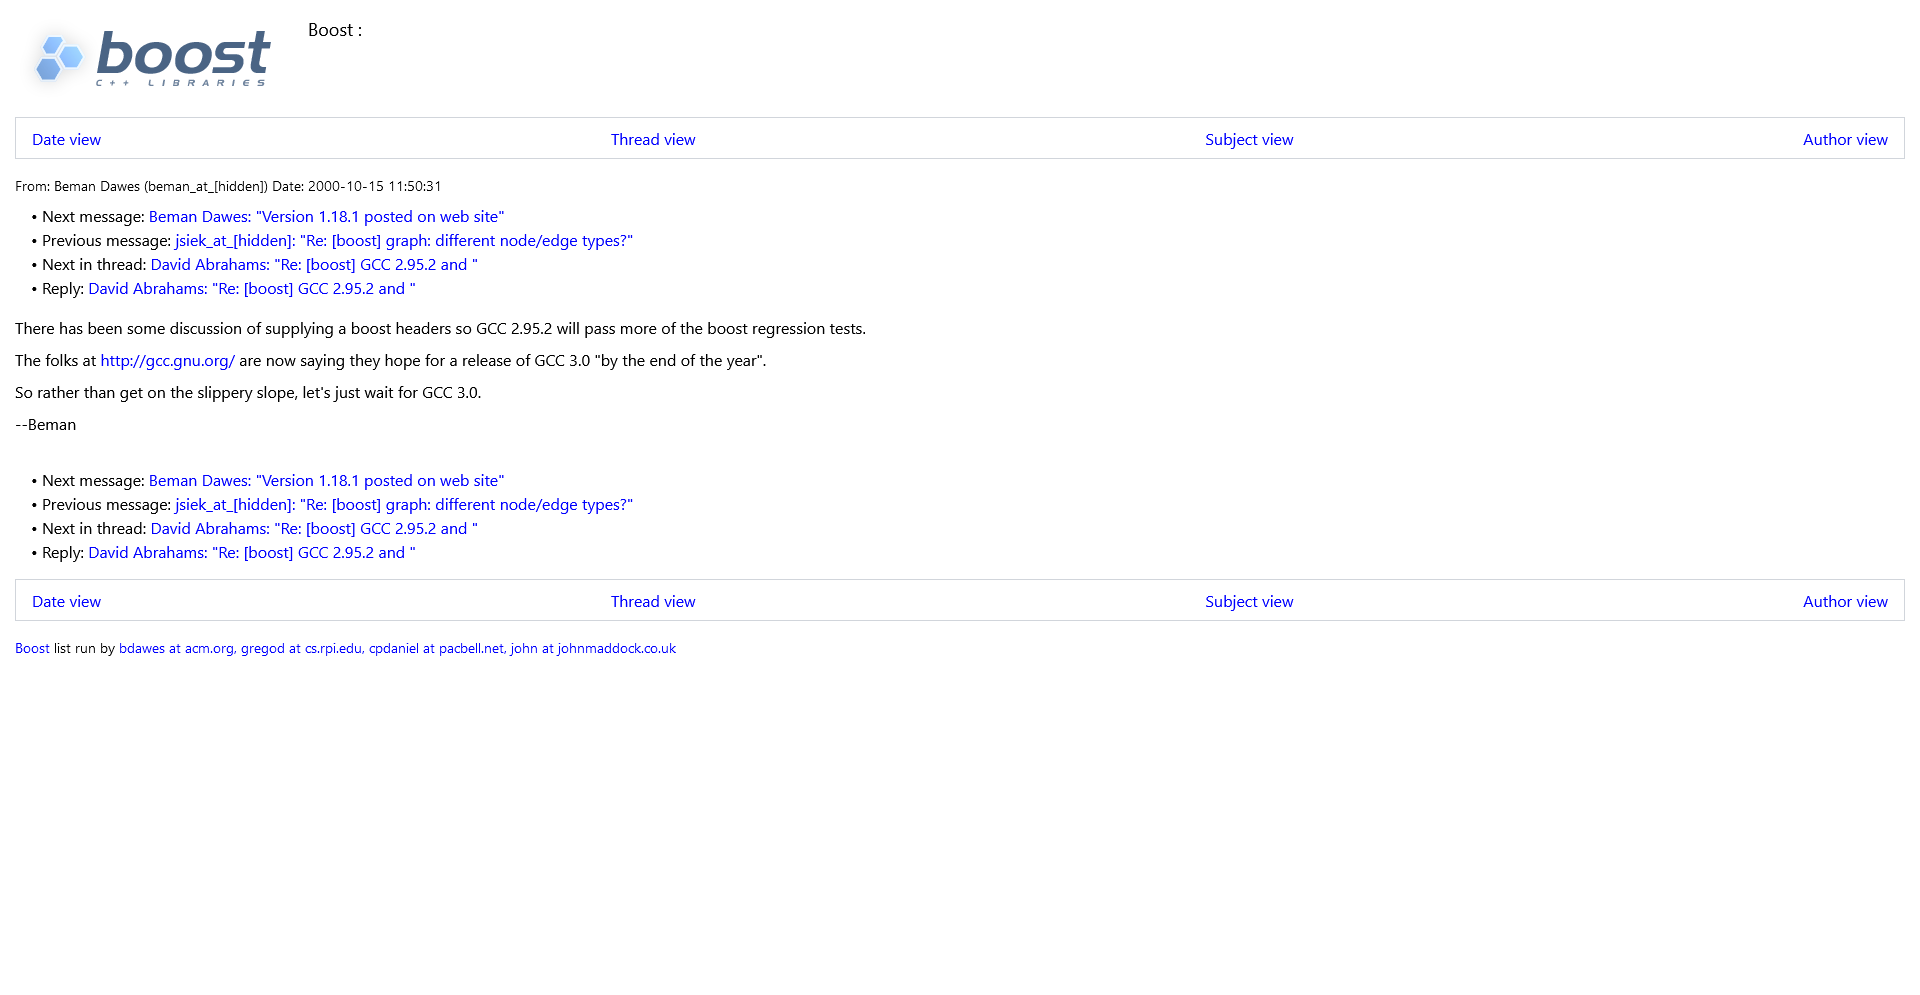 boost
C++ LIBRARIES
Boost :
Date view Thread view Subject view Author view
From: Beman Dawes (beman_at_[hidden]) Date: 2000-10-15 11:50:31
• Next message: Beman Dawes: "Version 1.18.1 posted on web site"
• Previous message: jsiek_at_[hidden]: "Re: [boost] graph: different node/edge types?"
• Next in thread: David Abrahams: "Re: [boost] GCC 2.95.2 and "
• Reply: David Abrahams: "Re: [boost] GCC 2.95.2 and "
There has been some discussion of supplying a boost headers so GCC 2.95.2 will pass more of the boost regression tests.
The folks at http://gcc.gnu.org/ are now saying they hope for a release of GCC 3.0 "by the end of the year".
So rather than get on the slippery slope, let's just wait for GCC 3.0.
--Beman
• Next message: Beman Dawes: "Version 1.18.1 posted on web site"
• Previous message: jsiek_at_[hidden]: "Re: [boost] graph: different node/edge types?"
• Next in thread: David Abrahams: "Re: [boost] GCC 2.95.2 and "
• Reply: David Abrahams: "Re: [boost] GCC 2.95.2 and "
Date view Thread view Subject view Author view
Boost list run by bdawes at acm.org, gregod at cs.rpi.edu, cpdaniel at pacbell.net, john at johnmaddock.co.uk